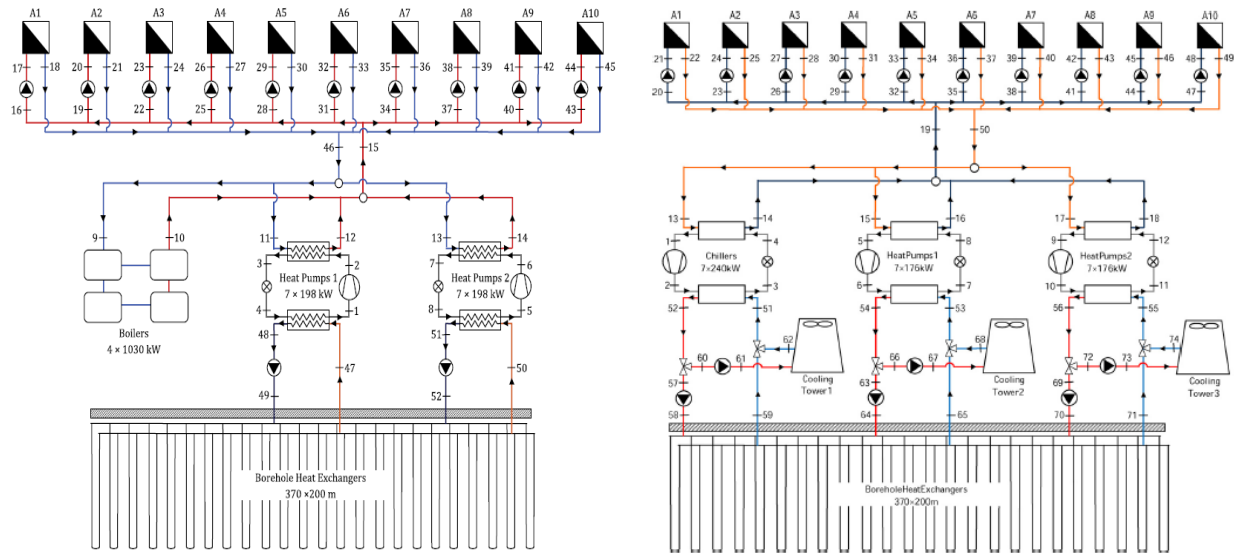 A1 A2 A3 A4 A5 A6 A7 A8 A9 A10
17 18 20 21 23 24 26 27 29 30 32 33 35 36 38 39 41 42 44 45
16 19 22 25 28 31 34 37 40 43
46 15
9 10 11 12 13 14
3 2 7 6
Heat Pumps 1
7 × 198 kW
Heat Pumps 2
7 × 198 kW
4 1 8 5
Boilers
4 × 1030 kW
48 51
47 50
49 52
Borehole Heat Exchangers
370 ×200 m
A1 A2 A3 A4 A5 A6 A7 A8 A9 A10
21 22 24 25 27 28 30 31 33 34 36 37 39 40 42 43 45 46 48 49
20 23 26 29 32 35 38 41 44 47
19 50
13 14 15 16 17 18
1 4 5 8 9 12
Chillers
7×240kW
HeatPumps1
7×176kW
HeatPumps2
7×176kW
2 3 6 7 10 11
52 51 54 53 56 55
62 68 74
60 61 66 67 72 73
57 63 69
Cooling
Tower1
Cooling
Tower2
Cooling
Tower3
58 59 64 65 70 71
BoreholeHeatExchangers
370×200m